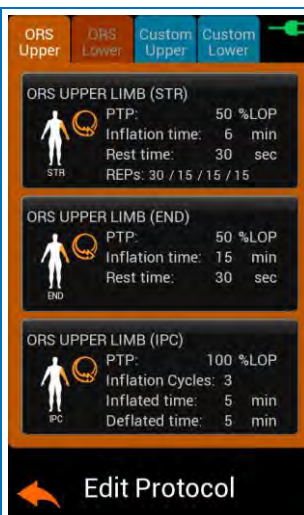 ORS Upper
ORS Lower
Custom Upper
Custom Lower
ORS UPPER LIMB (STR)
PTP: 50 %LOP
Inflation time: 6 min
Rest time: 30 sec
REPs: 30 / 15 / 15 / 15
STR
ORS UPPER LIMB (END)
PTP: 50 %LOP
Inflation time: 15 min
Rest time: 30 sec
END
ORS UPPER LIMB (IPC)
PTP: 100 %LOP
Inflation Cycles: 3
Inflated time: 5 min
Deflated time: 5 min
IPC
Edit Protocol